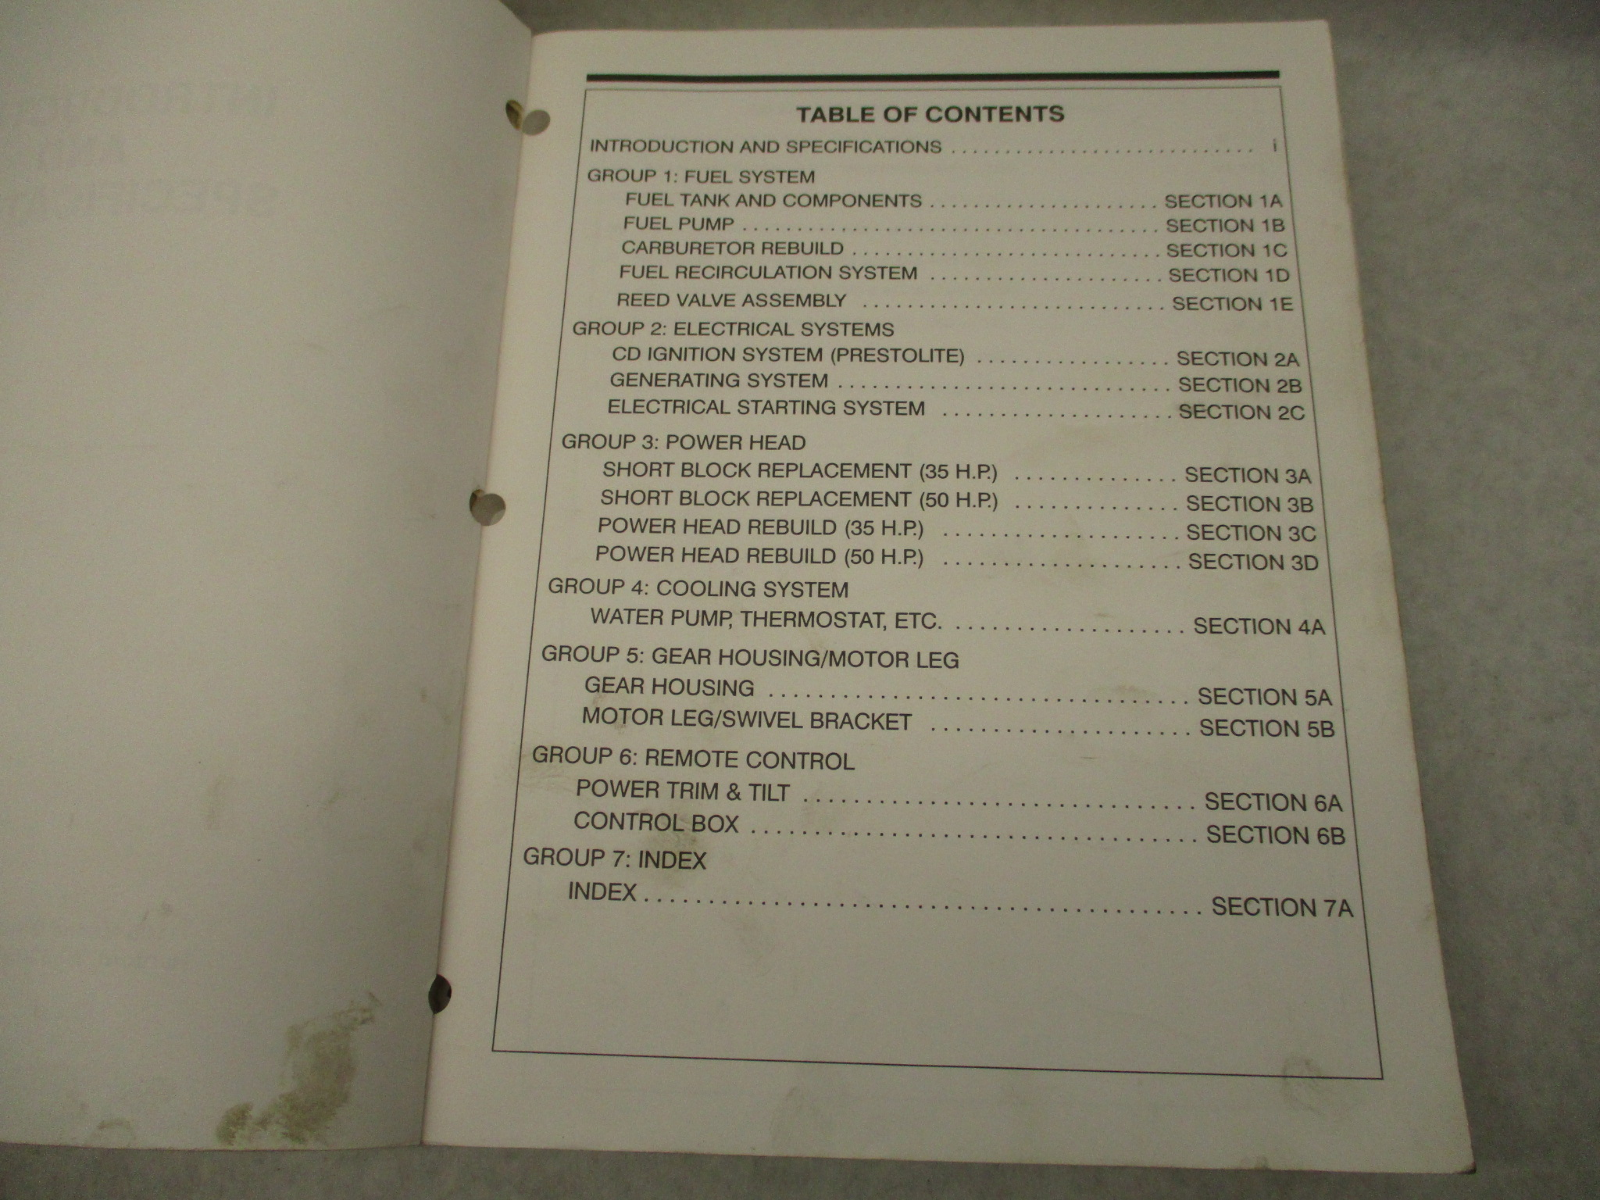 TABLE OF CONTENTS
INTRODUCTION AND SPECIFICATIONS . . . . . . . . . . . . . . . . . . . . . . . . . . . . i
GROUP 1: FUEL SYSTEM
FUEL TANK AND COMPONENTS . . . . . . . . . . . . . . . . . . . . . SECTION 1A
FUEL PUMP . . . . . . . . . . . . . . . . . . . . . . . . . . . . . . . . . . . . . . SECTION 1B
CARBURETOR REBUILD . . . . . . . . . . . . . . . . . . . . . . . . . . . . SECTION 1C
FUEL RECIRCULATION SYSTEM . . . . . . . . . . . . . . . . . . . . . SECTION 1D
REED VALVE ASSEMBLY . . . . . . . . . . . . . . . . . . . . . . . . . . . SECTION 1E
GROUP 2: ELECTRICAL SYSTEMS
CD IGNITION SYSTEM (PRESTOLITE) . . . . . . . . . . . . . . . . . SECTION 2A
GENERATING SYSTEM . . . . . . . . . . . . . . . . . . . . . . . . . . . . . SECTION 2B
ELECTRICAL STARTING SYSTEM . . . . . . . . . . . . . . . . . . . . SECTION 2C
GROUP 3: POWER HEAD
SHORT BLOCK REPLACEMENT (35 H.P.) . . . . . . . . . . . . . . SECTION 3A
SHORT BLOCK REPLACEMENT (50 H.P.) . . . . . . . . . . . . . . SECTION 3B
POWER HEAD REBUILD (35 H.P.) . . . . . . . . . . . . . . . . . . . . SECTION 3C
POWER HEAD REBUILD (50 H.P.) . . . . . . . . . . . . . . . . . . . . SECTION 3D
GROUP 4: COOLING SYSTEM
WATER PUMP, THERMOSTAT, ETC. . . . . . . . . . . . . . . . . . . . SECTION 4A
GROUP 5: GEAR HOUSING/MOTOR LEG
GEAR HOUSING . . . . . . . . . . . . . . . . . . . . . . . . . . . . . . . . . . SECTION 5A
MOTOR LEG/SWIVEL BRACKET . . . . . . . . . . . . . . . . . . . . . SECTION 5B
GROUP 6: REMOTE CONTROL
POWER TRIM & TILT . . . . . . . . . . . . . . . . . . . . . . . . . . . . . . . SECTION 6A
CONTROL BOX . . . . . . . . . . . . . . . . . . . . . . . . . . . . . . . . . . . SECTION 6B
GROUP 7: INDEX
INDEX . . . . . . . . . . . . . . . . . . . . . . . . . . . . . . . . . . . . . . . . . . . . SECTION 7A